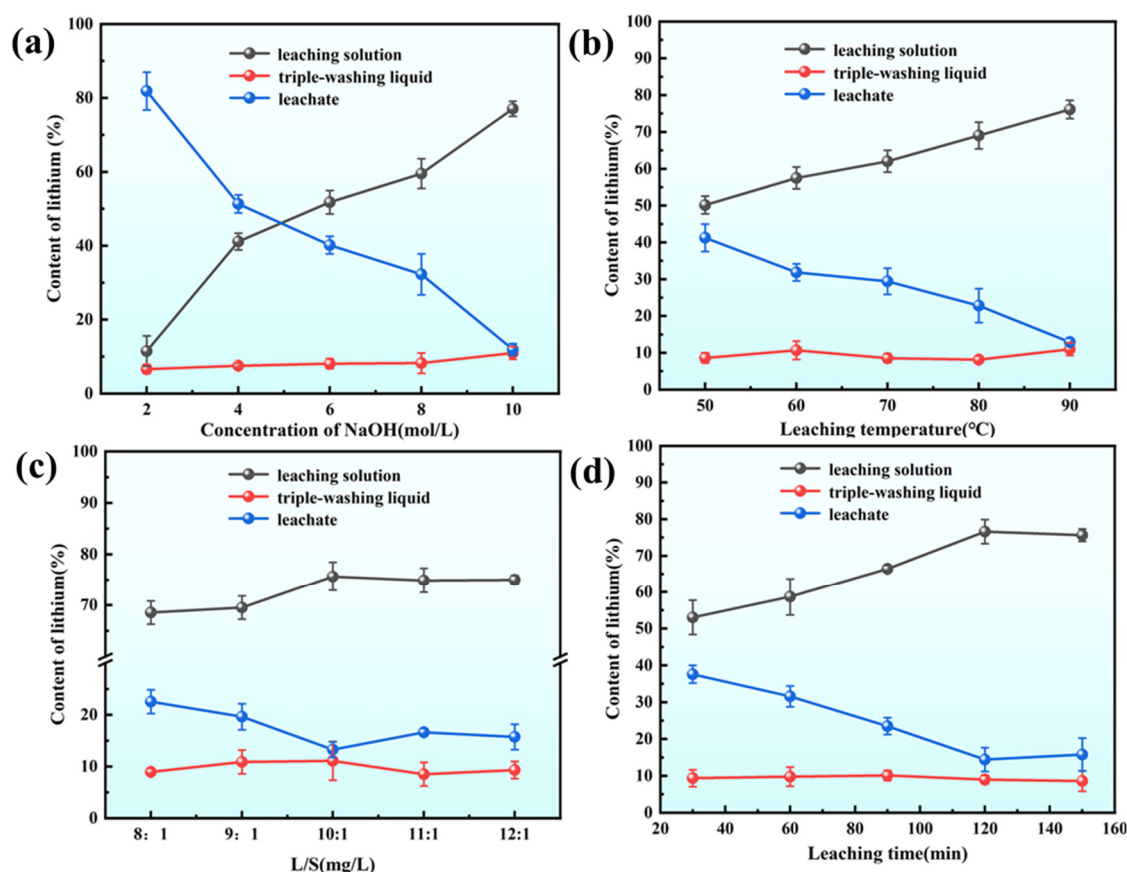 (a)
leaching solution
triple-washing liquid
leachate
Content of lithium (%)
100
80
60
40
20
0
2 4 6 8 10
Concentration of NaOH(mol/L)
(b)
leaching solution
triple-washing liquid
leachate
Content of lithium(%)
100
90
80
70
60
50
40
30
20
10
0
50 60 70 80 90
Leaching temperature(°C)
(c)
leaching solution
triple-washing liquid
leachate
Content of lithium(%)
100
90
80
70
20
10
0
8：1 9：1 10:1 11:1 12:1
L/S(mg/L)
(d)
leaching solution
triple-washing liquid
leachate
Content of lithium(%)
100
90
80
70
60
50
40
30
20
10
0
20 40 60 80 100 120 140 160
Leaching time(min)